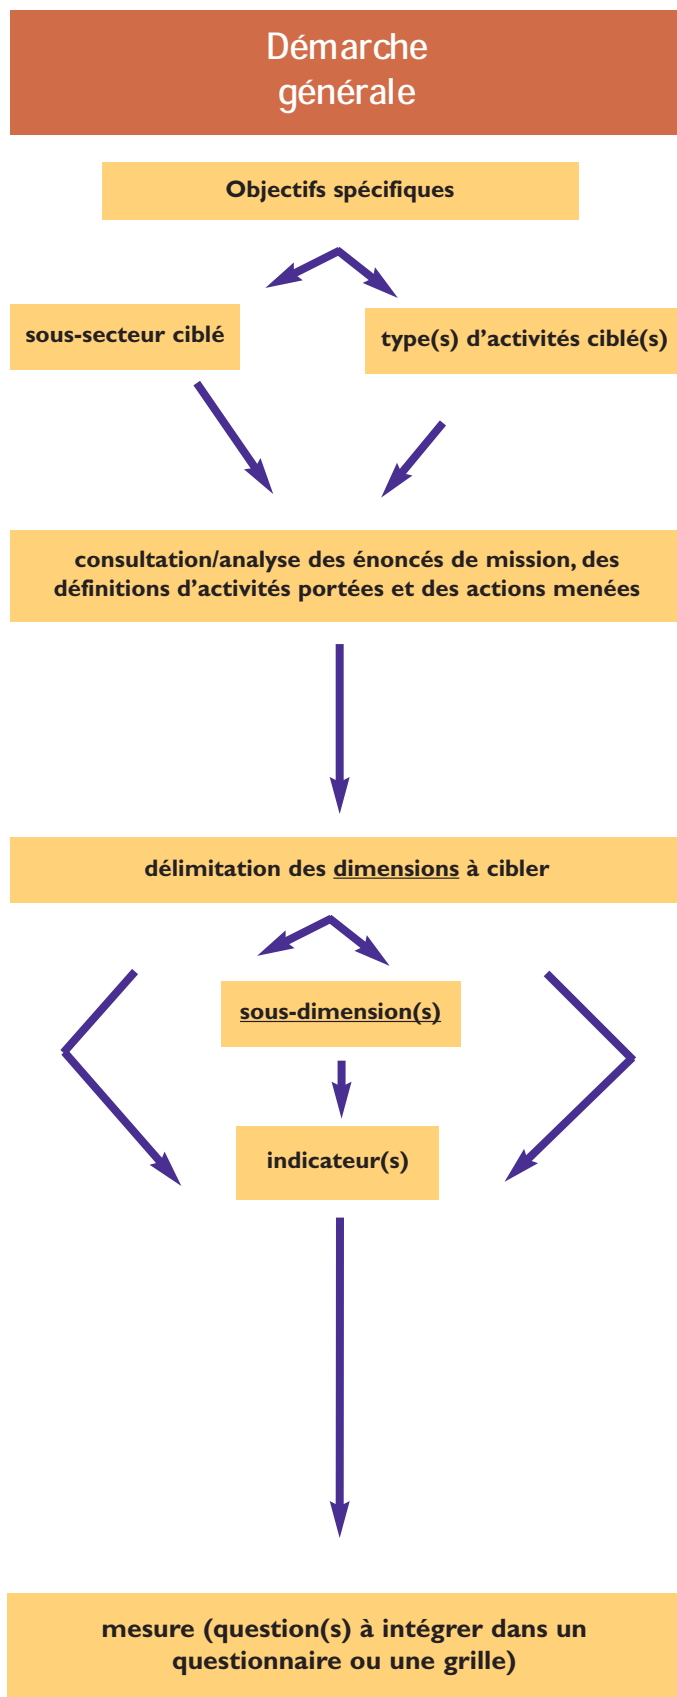 Démarche
générale
Objectifs spécifiques
sous-secteur ciblé
type(s) d’activités ciblé(s)
consultation/analyse des énoncés de mission, des
définitions d’activités portées et des actions menées
délimitation des dimensions à cibler
sous-dimension(s)
indicateur(s)
mesure (question(s) à intégrer dans un
questionnaire ou une grille)